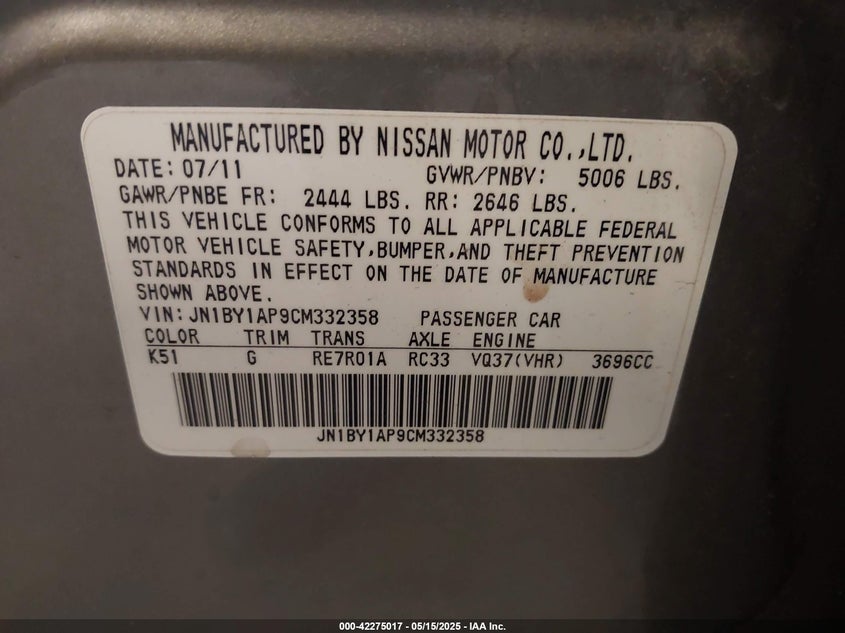 MANUFACTURED BY NISSAN MOTOR CO.,LTD.
DATE: 07/11 GVWR/PNBV: 5006 LBS.
GAWR/PNBE FR: 2444 LBS. RR: 2646 LBS.
THIS VEHICLE CONFORMS TO ALL APPLICABLE FEDERAL
MOTOR VEHICLE SAFETY,BUMPER,AND THEFT PREVENTION
STANDARDS IN EFFECT ON THE DATE OF MANUFACTURE
SHOWN ABOVE.
VIN:JN1BY1AP9CM332358 PASSENGER CAR
COLOR TRIM TRANS AXLE ENGINE
K51 G RE7R01A RC33 VQ37(VHR) 3696CC
JN1BY1AP9CM332358
000-42275017 - 05/15/2025 - IAA Inc.